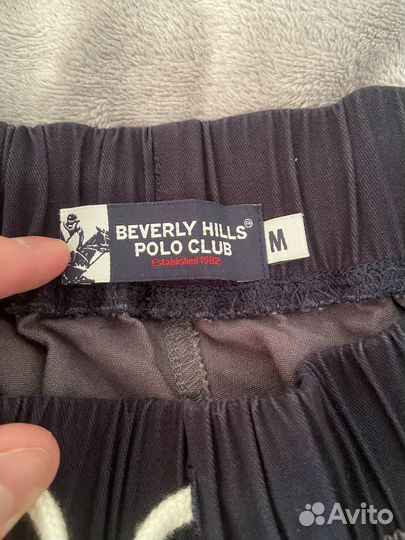 BEVERLY HILLS®
POLO CLUB
Established 1982
M
Avito